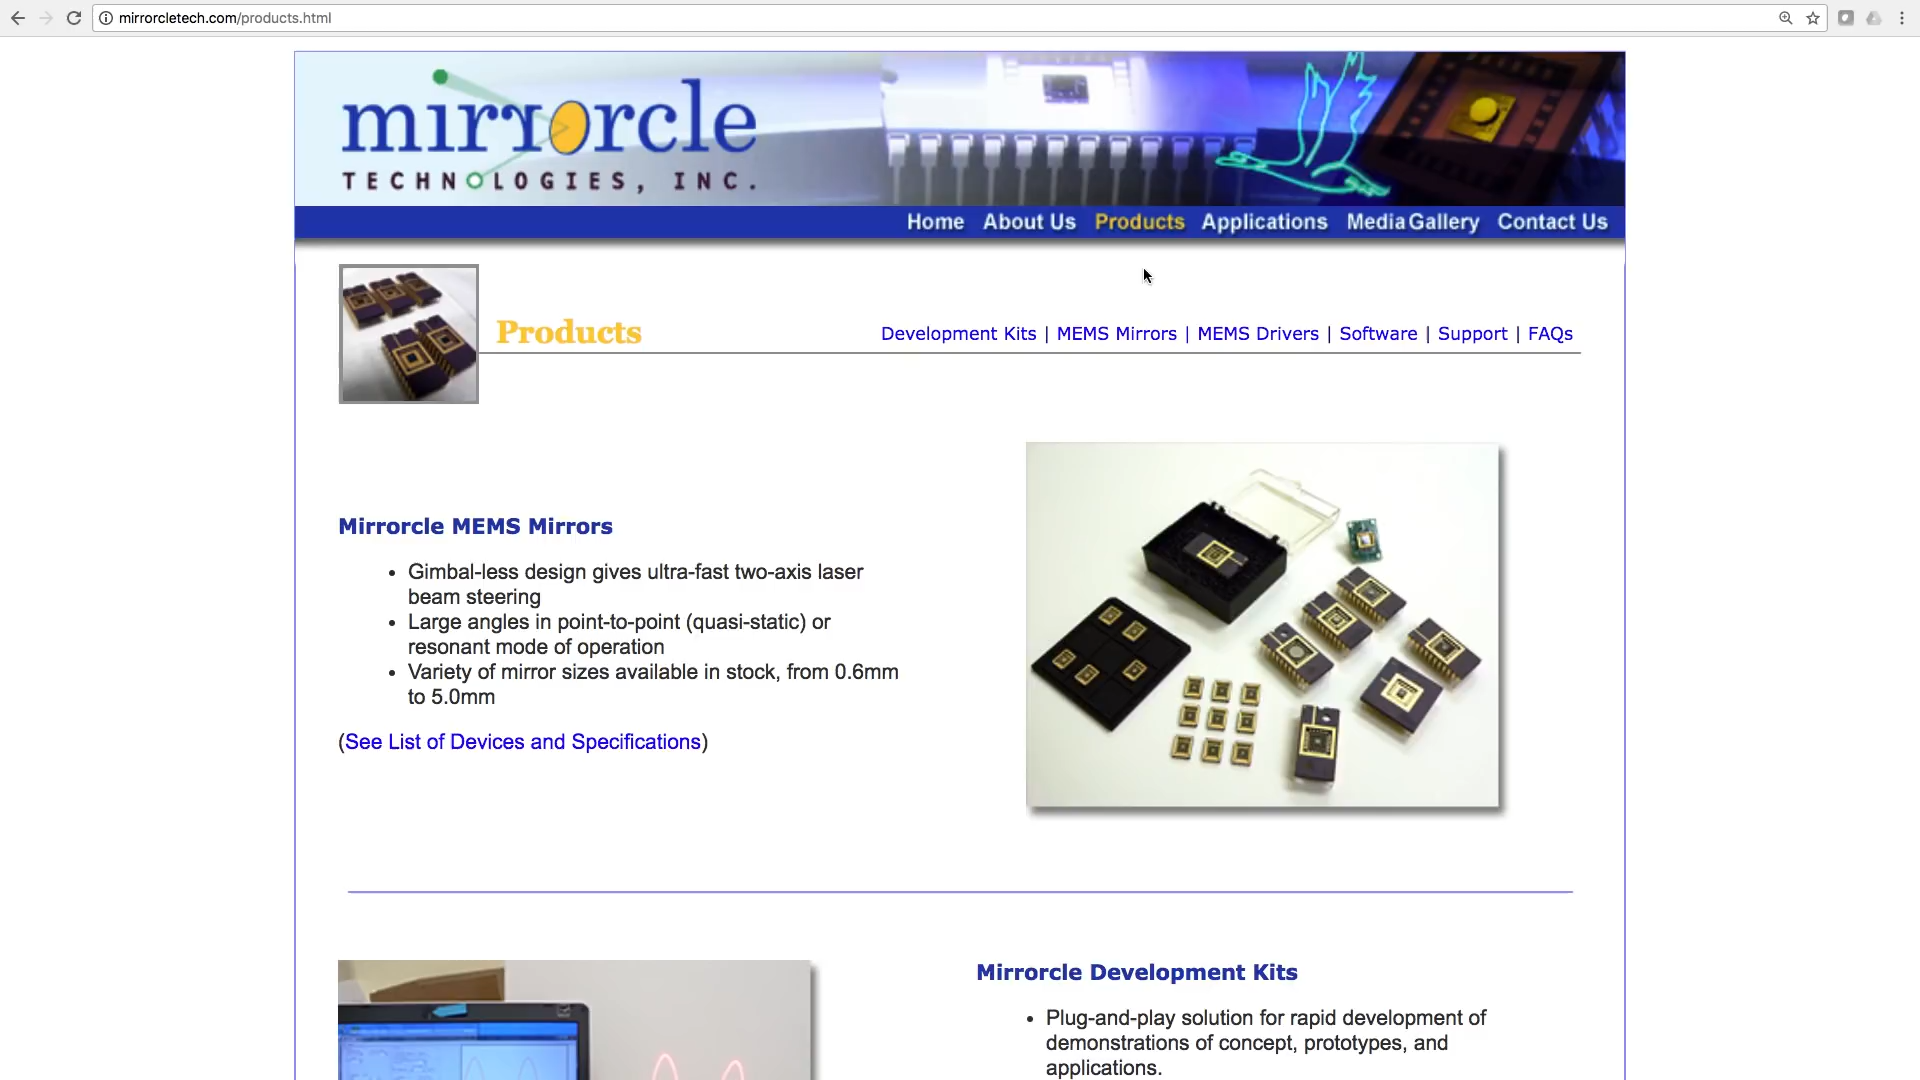 mirrorcletech.com/products.html
mirrorcle
TECHNOLOGIES, INC.
Home About Us Products Applications Media Gallery Contact Us
Products
Development Kits | MEMS Mirrors | MEMS Drivers | Software | Support | FAQs
Mirrorcle MEMS Mirrors
• Gimbal-less design gives ultra-fast two-axis laser
beam steering
• Large angles in point-to-point (quasi-static) or
resonant mode of operation
• Variety of mirror sizes available in stock, from 0.6mm
to 5.0mm
(See List of Devices and Specifications)
Mirrorcle Development Kits
• Plug-and-play solution for rapid development of
demonstrations of concept, prototypes, and
applications.